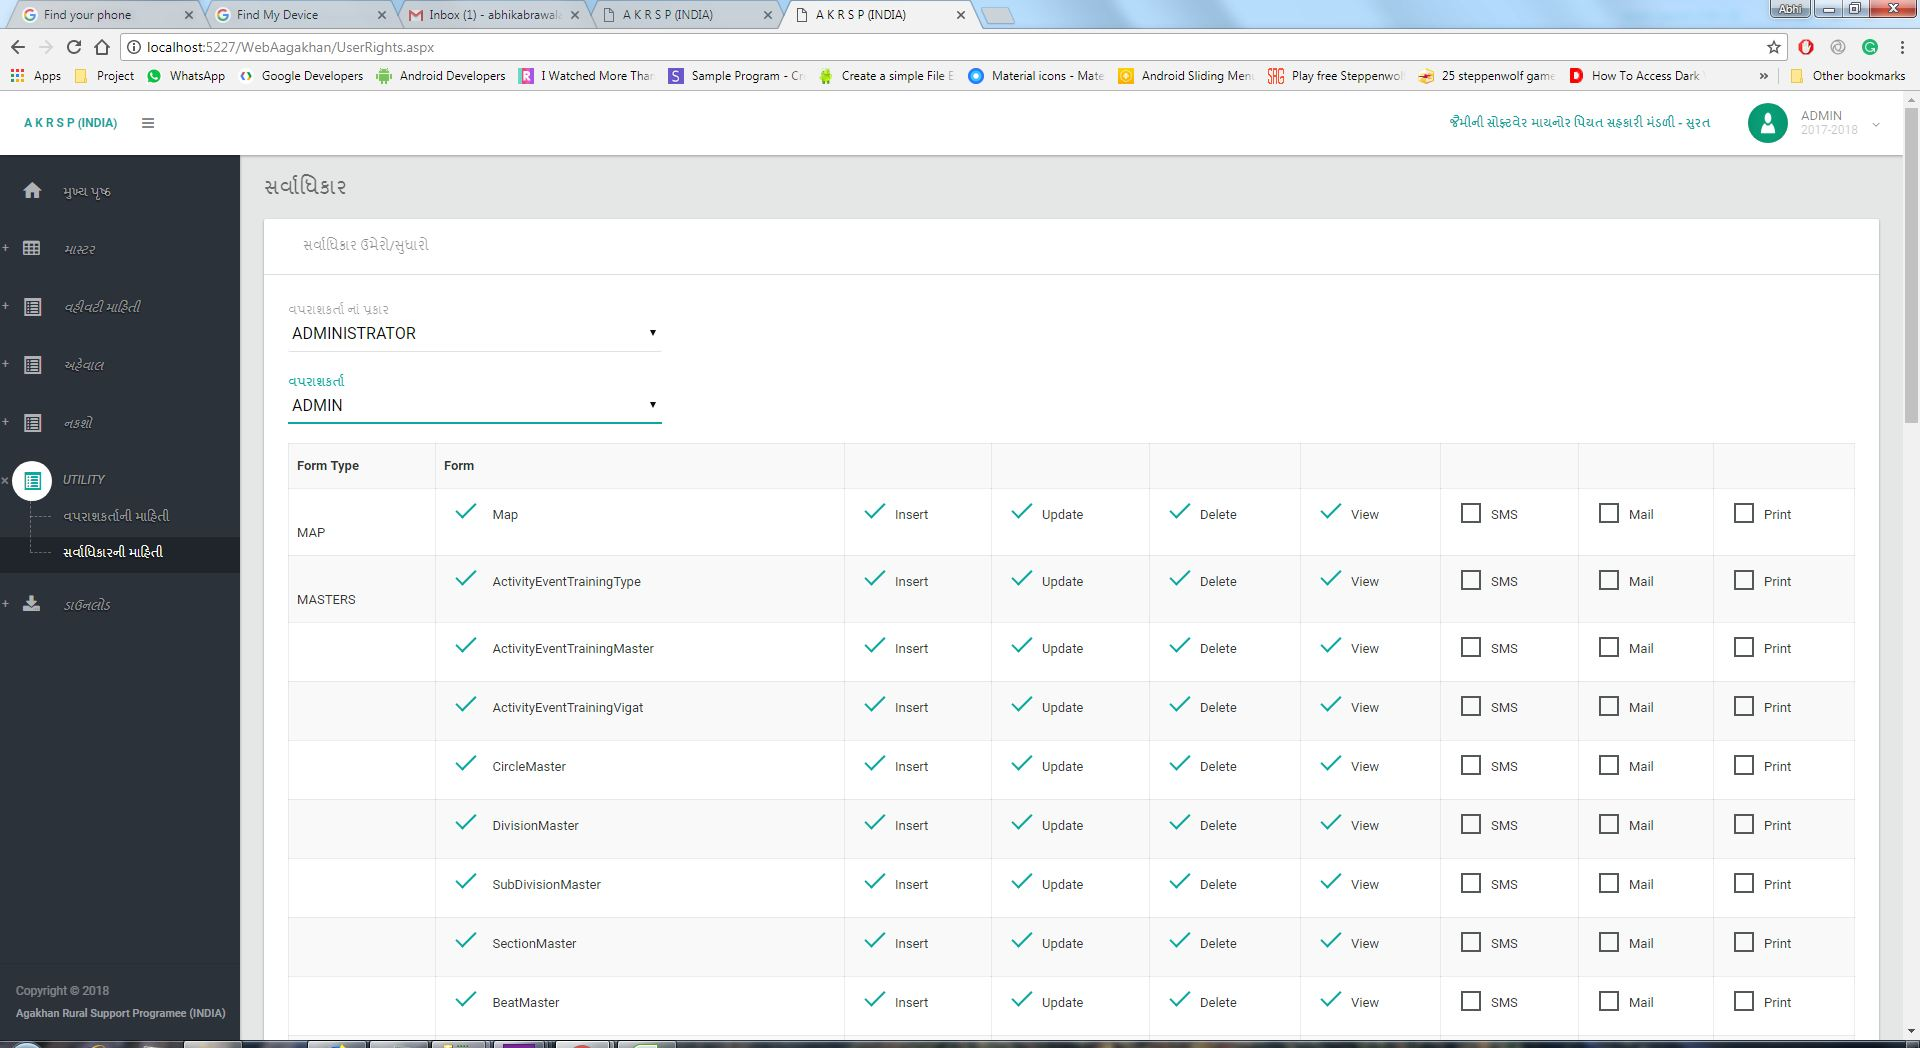 Find your phone
Find My Device
Inbox (1) - abhikabrawala
A K R S P (INDIA)
A K R S P (INDIA)
Abhi
localhost:5227/WebAagakhan/UserRights.aspx
Apps Project WhatsApp Google Developers Android Developers I Watched More Than Sample Program - Cr Create a simple File E Material icons - Mate Android Sliding Menu Play free Steppenwol 25 steppenwolf game How To Access Dark » Other bookmarks
A K R S P (INDIA)
જૈમીની સોફ્ટવેર માયનોર પિયત સહકારી મંડળી - સુરત
ADMIN
2017-2018
મુખ્ય પૃષ્ઠ
માસ્ટર
વહીવટી માહિતી
અહેવાલ
નકશો
UTILITY
વપરાશકર્તાની માહિતી
સર્વાધિકારની માહિતી
ડાઉનલોડ
Copyright © 2018
Agakhan Rural Support Programee (INDIA)
સર્વાધિકાર
સર્વાધિકાર ઉમેરો/સુધારો
વપરાશકર્તા નાં પ્રકાર
ADMINISTRATOR
વપરાશકર્તા
ADMIN
Form Type Form
MAP Map Insert Update Delete View SMS Mail Print
MASTERS ActivityEventTrainingType Insert Update Delete View SMS Mail Print
ActivityEventTrainingMaster Insert Update Delete View SMS Mail Print
ActivityEventTrainingVigat Insert Update Delete View SMS Mail Print
CircleMaster Insert Update Delete View SMS Mail Print
DivisionMaster Insert Update Delete View SMS Mail Print
SubDivisionMaster Insert Update Delete View SMS Mail Print
SectionMaster Insert Update Delete View SMS Mail Print
BeatMaster Insert Update Delete View SMS Mail Print